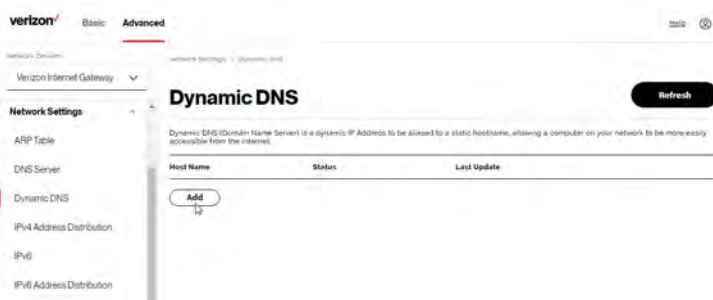 verizon✓
Basic
Advanced
Help
Network Devices
Network Settings > Dynamic DNS
Verizon Internet Gateway
Dynamic DNS
Refresh
Network Settings
Dynamic DNS (Domain Name Server) is a dynamic IP Address to be aliased to a static hostname, allowing a computer on your network to be more easily
accessible from the internet.
ARP Table
Host Name
Status
Last Update
DNS Server
Add
Dynamic DNS
IPv4 Address Distribution
IPv6
IPv6 Address Distribution